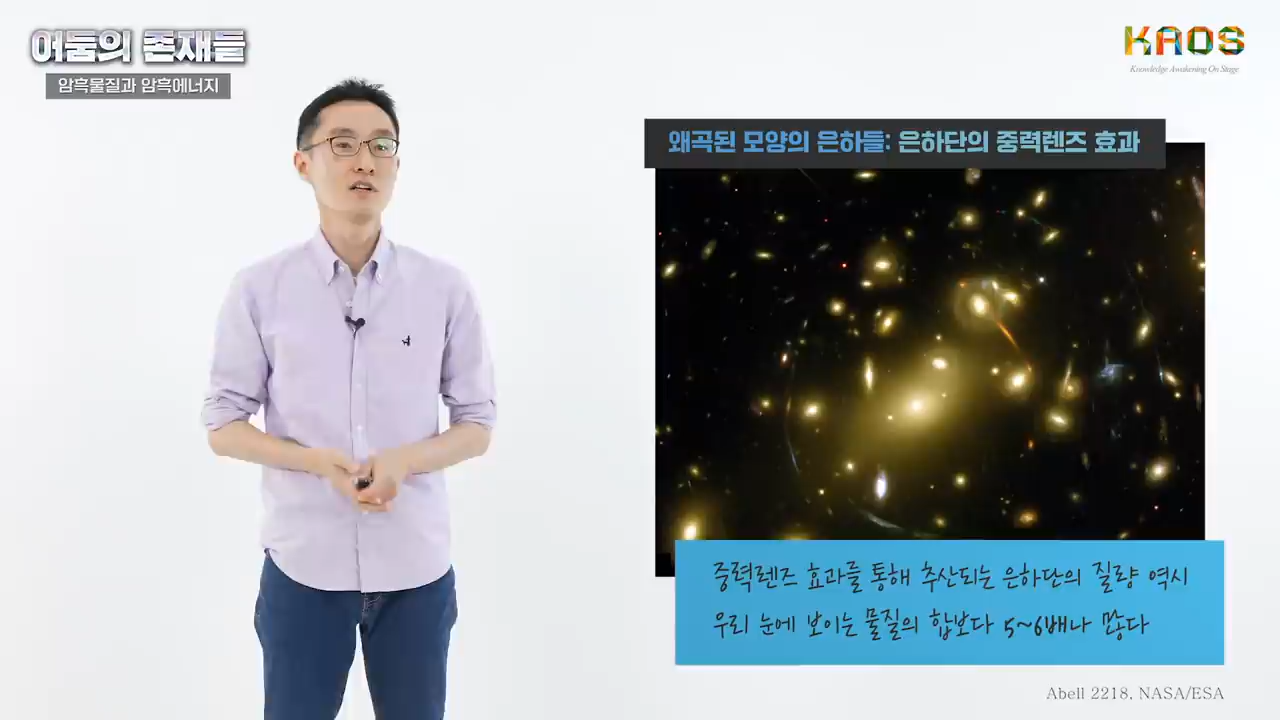 어둠의 존재들
암흑물질과 암흑에너지
KAOS
Knowledge Awakening On Stage
왜곡된 모양의 은하들: 은하단의 중력렌즈 효과
중력렌즈 효과를 통해 추산되는 은하단의 질량 역시
우리 눈에 보이는 물질의 합보다 5~6배나 많다
Abell 2218, NASA/ESA